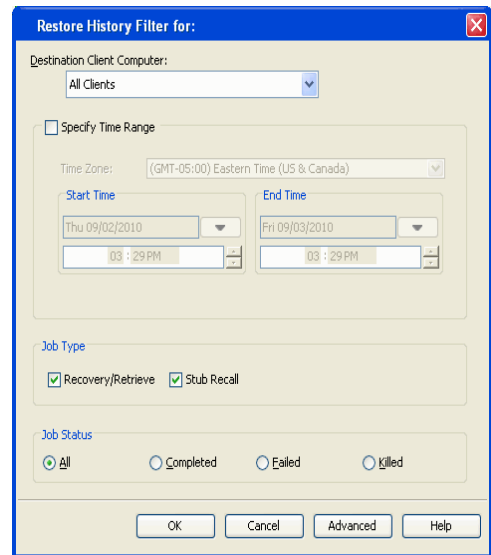 Restore History Filter for:
Destination Client Computer:
All Clients
Specify Time Range
Time Zone: (GMT-05:00) Eastern Time (US & Canada)
Start Time End Time
Thu 09/02/2010 Fri 09/03/2010
03 : 29 PM 03 : 29 PM
Job Type
Recovery/Retrieve Stub Recall
Job Status
All Completed Failed Killed
OK Cancel Advanced Help